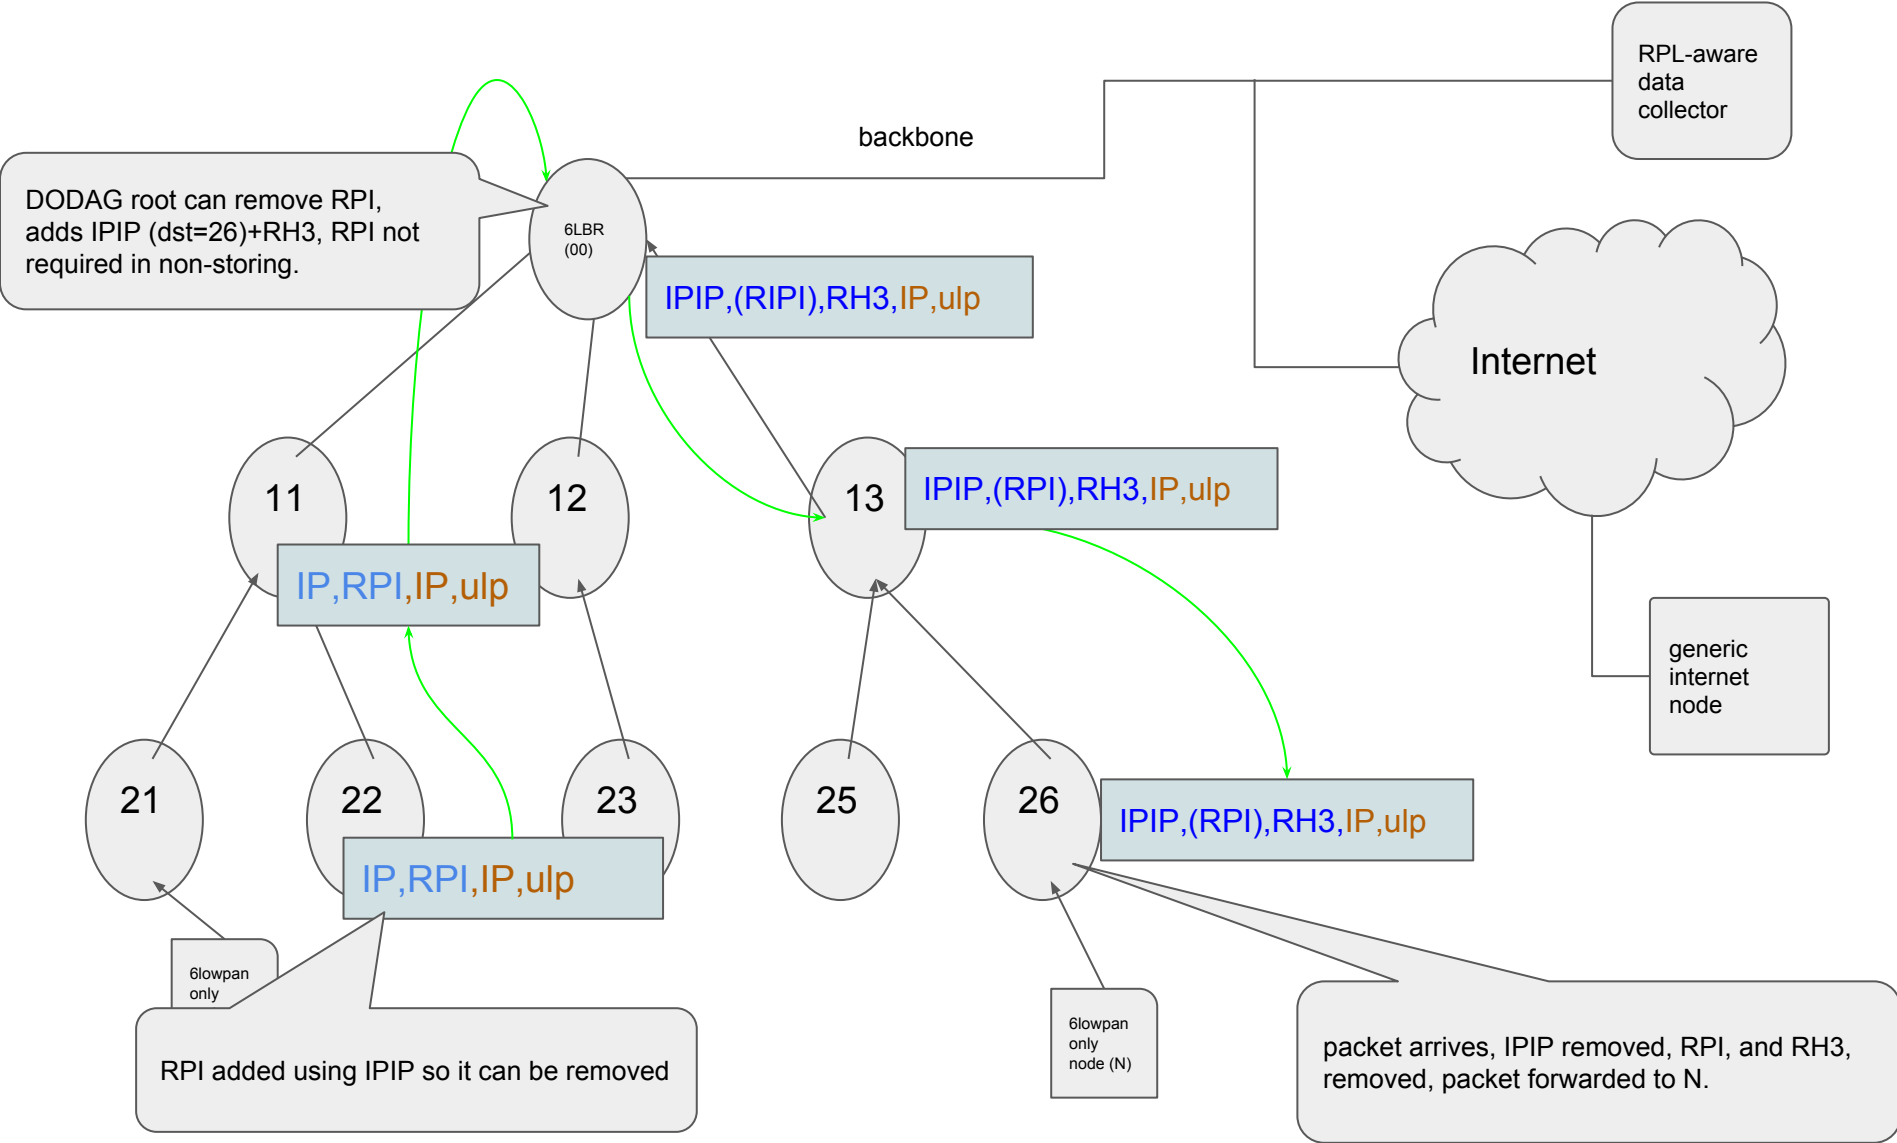 RPL-aware
data
collector
backbone
DODAG root can remove RPI,
adds IPIP (dst=26)+RH3, RPI not
required in non-storing.
6LBR
(00)
IPIP,(RIPI),RH3,IP,ulp
Internet
11
12
13
IPIP,(RPI),RH3,IP,ulp
IP,RPI,IP,ulp
generic
internet
node
21
22
23
25
26
IPIP,(RPI),RH3,IP,ulp
IP,RPI,IP,ulp
6lowpan
only
6lowpan
only
node (N)
RPI added using IPIP so it can be removed
packet arrives, IPIP removed, RPI, and RH3,
removed, packet forwarded to N.